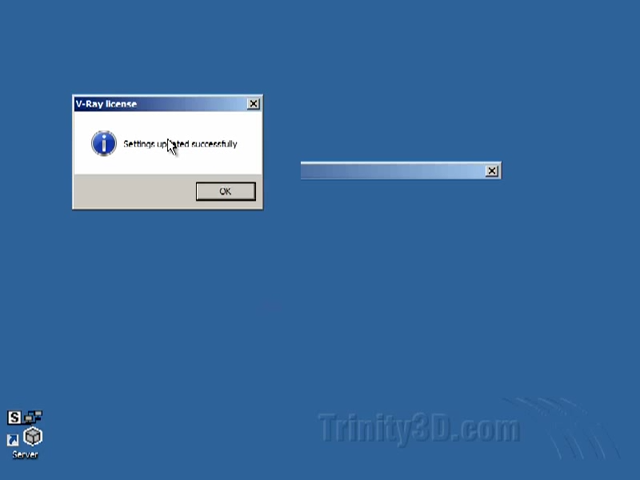 V-Ray license
Settings updated successfully
OK
Trinity3D.com
S
Server